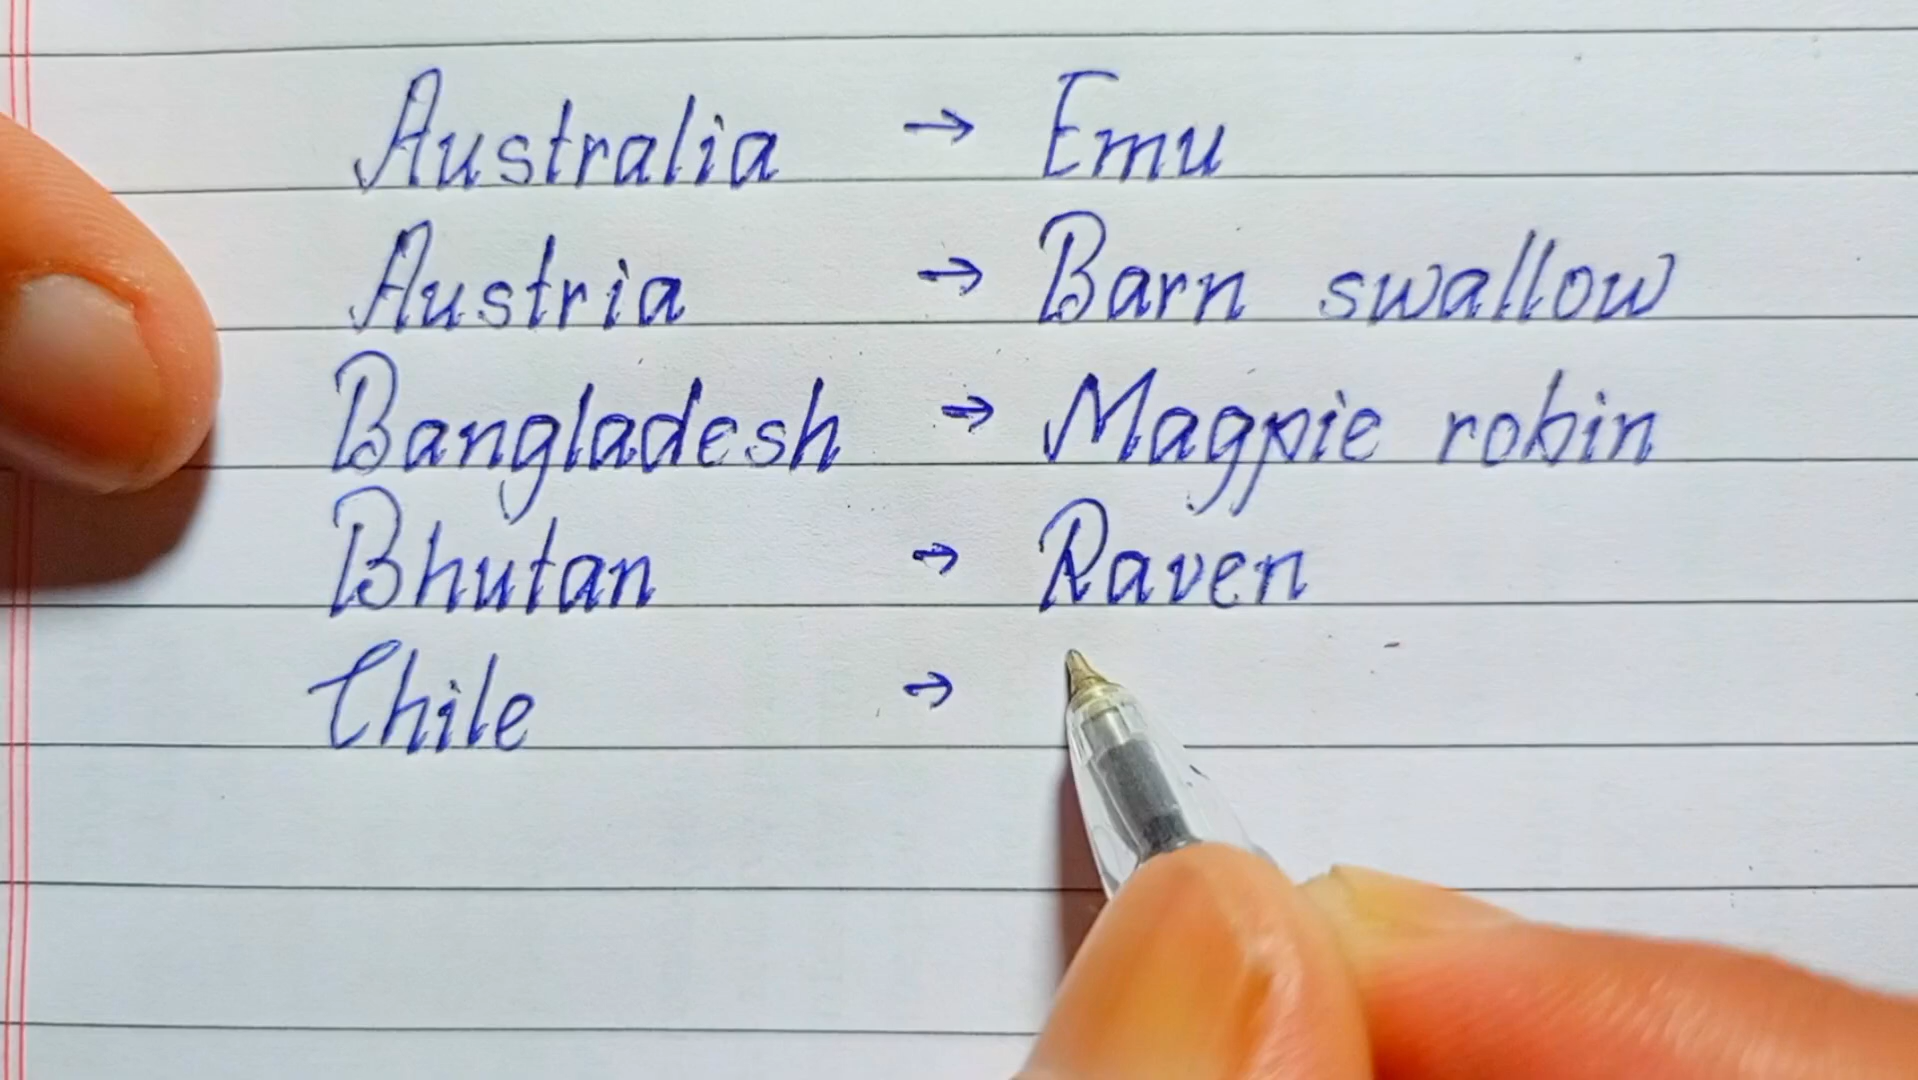 Australia → Emu
Austria → Barn swallow
Bangladesh → Magpie robin
Bhutan → Raven
Chile →